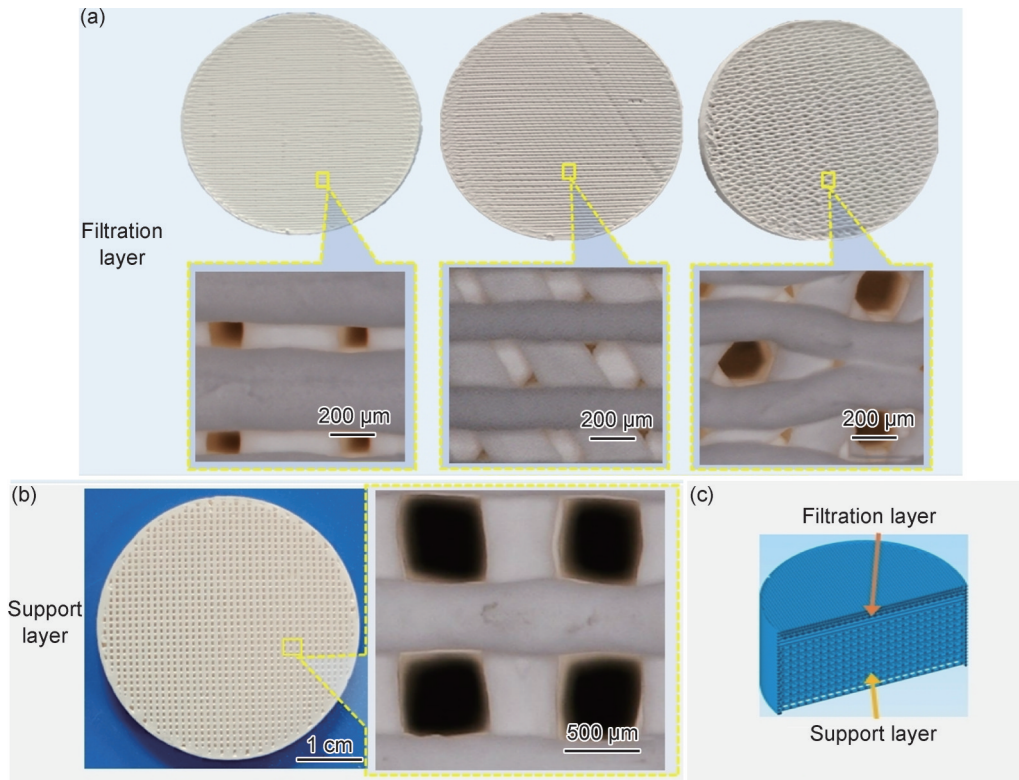 (a)
Filtration
layer
200 μm
200 μm
200 μm
(b)
Support
layer
1 cm
500 μm
(c)
Filtration layer
Support layer